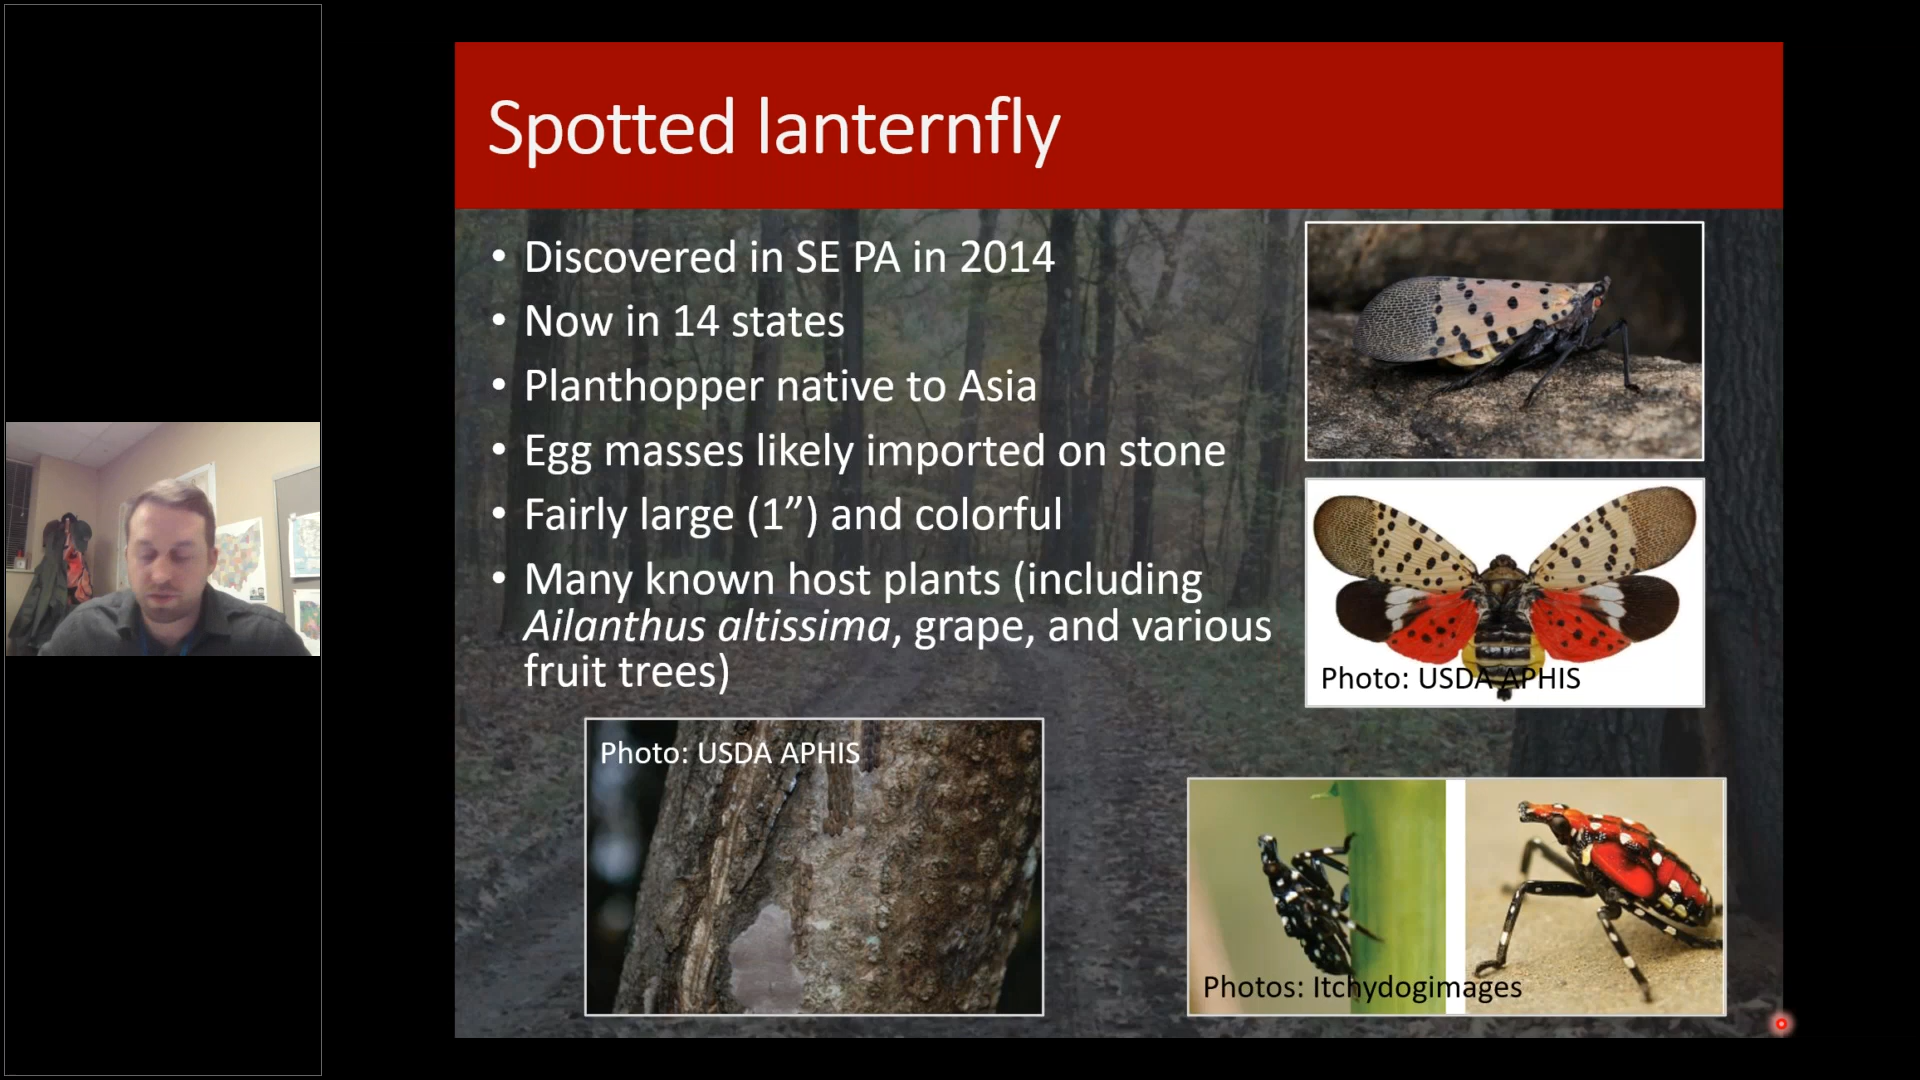 Spotted lanternfly
• Discovered in SE PA in 2014
• Now in 14 states
• Planthopper native to Asia
• Egg masses likely imported on stone
• Fairly large (1”) and colorful
• Many known host plants (including
Ailanthus altissima, grape, and various
fruit trees)
Photo: USDA APHIS
Photo: USDA APHIS
Photos: Itchydogimages